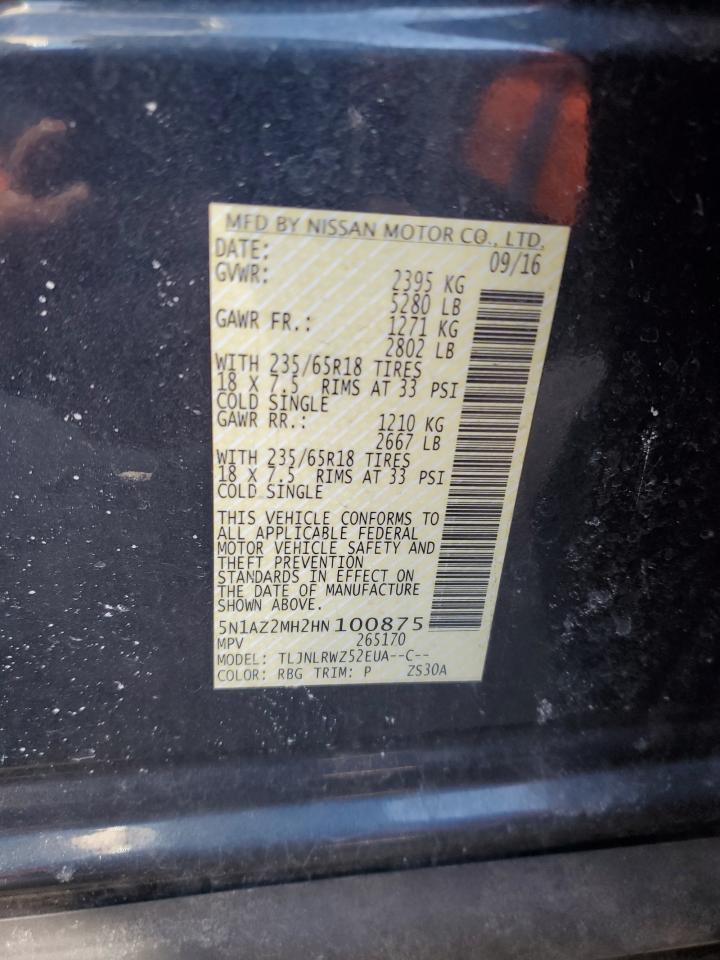 MFD BY NISSAN MOTOR CO., LTD.
DATE: 09/16
GVWR: 2395 KG
5280 LB
GAWR FR.: 1271 KG
2802 LB
WITH 235/65R18 TIRES
18 X 7.5 RIMS AT 33 PSI
COLD SINGLE
GAWR RR.: 1210 KG
2667 LB
WITH 235/65R18 TIRES
18 X 7.5 RIMS AT 33 PSI
COLD SINGLE
THIS VEHICLE CONFORMS TO
ALL APPLICABLE FEDERAL
MOTOR VEHICLE SAFETY AND
THEFT PREVENTION
STANDARDS IN EFFECT ON
THE DATE OF MANUFACTURE
SHOWN ABOVE.
5N1AZ2MH2HN100875
MPV 265170
MODEL: TLJNLRWZ52EUA--C--
COLOR: RBG TRIM: P ZS30A